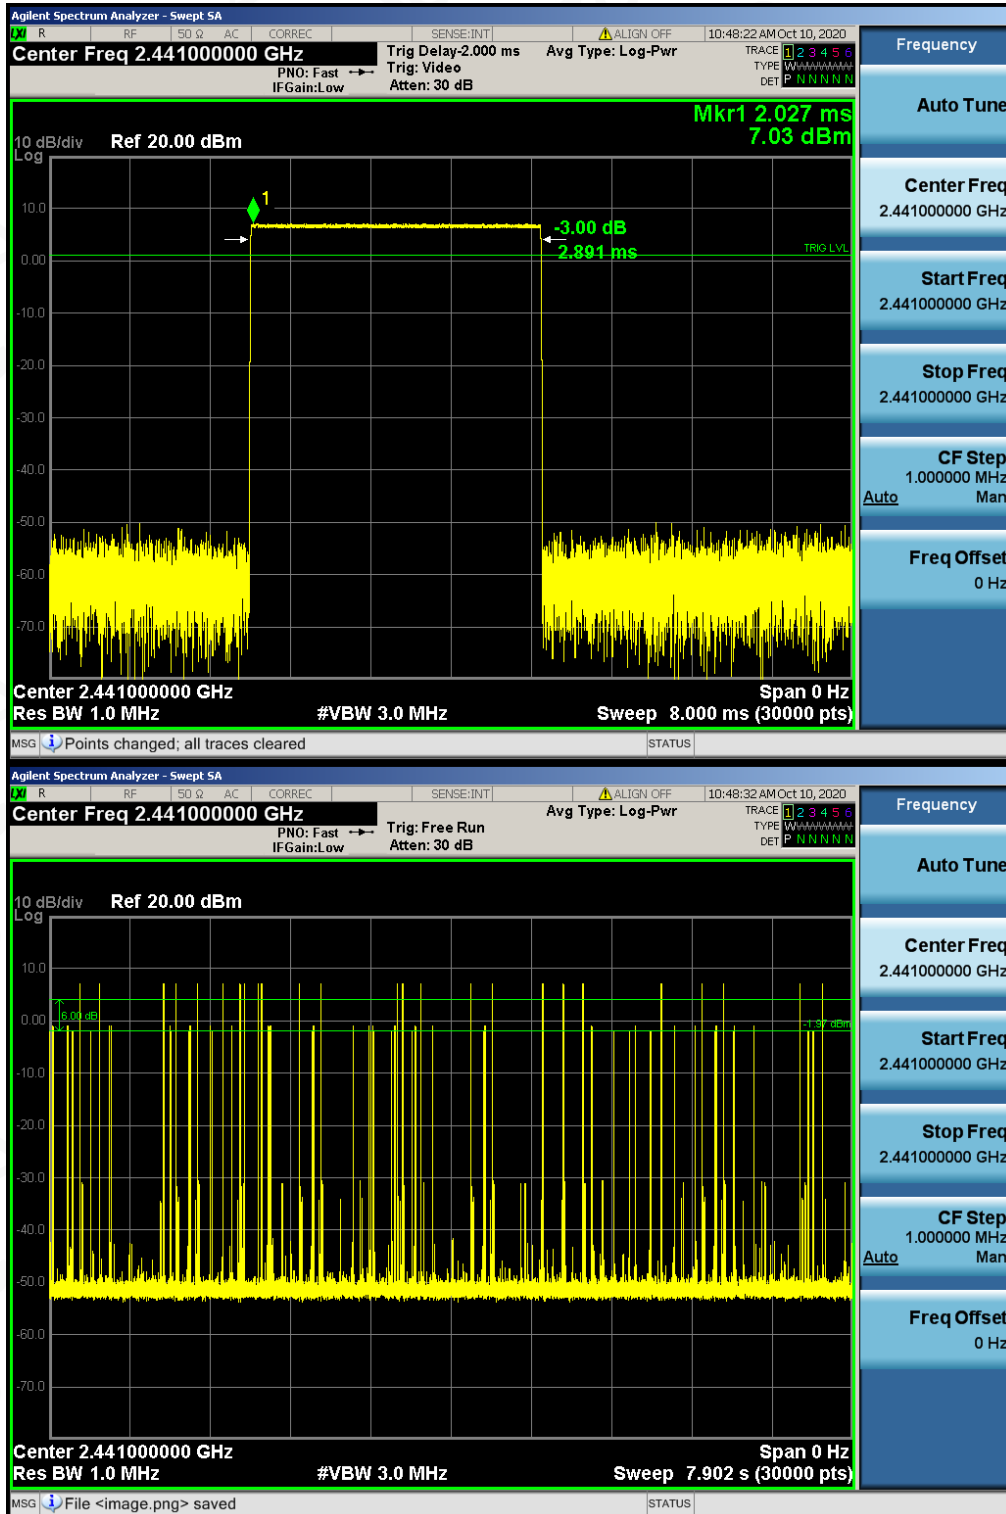 Agilent Spectrum Analyzer - Swept SA
LXI R RF 50 Ω AC CORREC SENSE:INT ALIGN OFF 10:48:22 AM Oct 10, 2020
Center Freq 2.441000000 GHz
PNO: Fast
IFGain:Low
Trig Delay-2.000 ms
Trig: Video
Atten: 30 dB
Avg Type: Log-Pwr
TRACE 1 2 3 4 5 6
TYPE
DET P N N N N N
Mkr1 2.027 ms
7.03 dBm
10 dB/div Ref 20.00 dBm
Log
10.0
0.00
-10.0
-20.0
-30.0
-40.0
-50.0
-60.0
-70.0
1
-3.00 dB
2.891 ms
TRIG LVL
Center 2.441000000 GHz Span 0 Hz
Res BW 1.0 MHz #VBW 3.0 MHz Sweep 8.000 ms (30000 pts)
MSG Points changed; all traces cleared STATUS
Frequency
Auto Tune
Center Freq
2.441000000 GHz
Start Freq
2.441000000 GHz
Stop Freq
2.441000000 GHz
CF Step
1.000000 MHz
Auto Man
Freq Offset
0 Hz
Agilent Spectrum Analyzer - Swept SA
LXI R RF 50 Ω AC CORREC SENSE:INT ALIGN OFF 10:48:32 AM Oct 10, 2020
Center Freq 2.441000000 GHz
PNO: Fast
IFGain:Low
Trig: Free Run
Atten: 30 dB
Avg Type: Log-Pwr
TRACE 1 2 3 4 5 6
TYPE
DET P N N N N N
10 dB/div Ref 20.00 dBm
Log
10.0
0.00
-10.0
-20.0
-30.0
-40.0
-50.0
-60.0
-70.0
6.00 dB
-1.97 dBm
Center 2.441000000 GHz Span 0 Hz
Res BW 1.0 MHz #VBW 3.0 MHz Sweep 7.902 s (30000 pts)
MSG File <image.png> saved STATUS
Frequency
Auto Tune
Center Freq
2.441000000 GHz
Start Freq
2.441000000 GHz
Stop Freq
2.441000000 GHz
CF Step
1.000000 MHz
Auto Man
Freq Offset
0 Hz